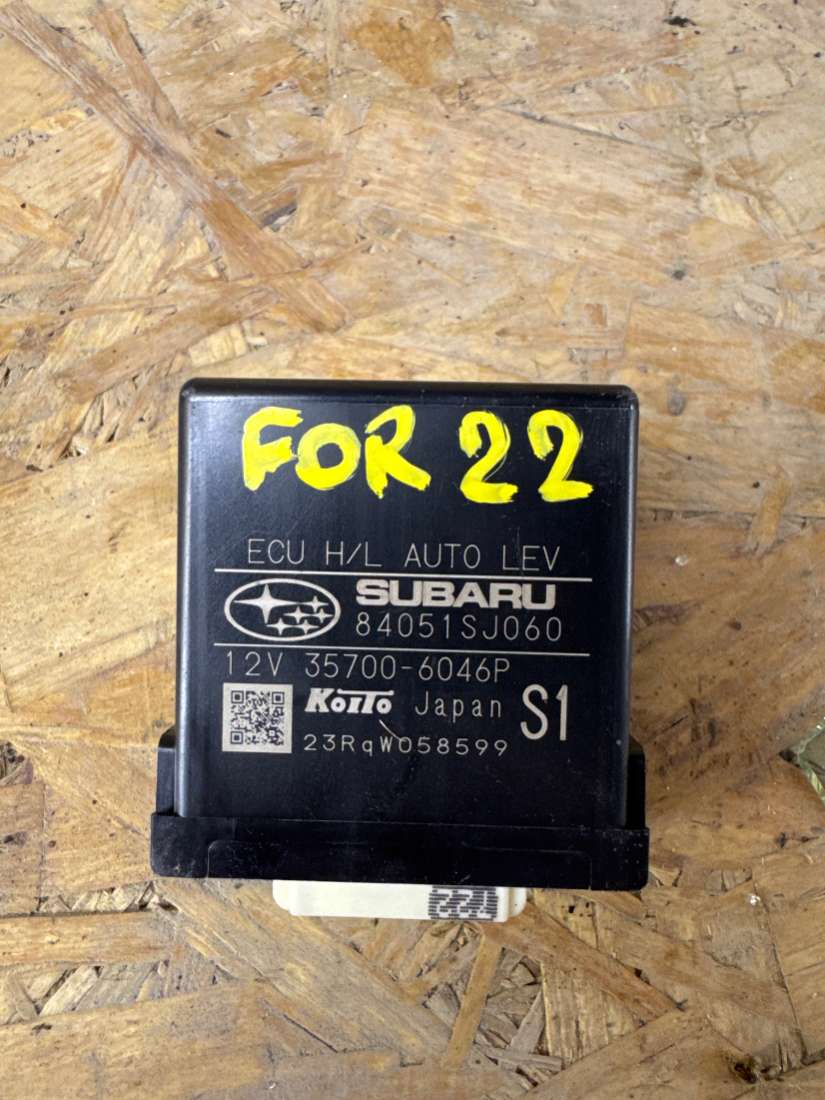 FOR 22
ECU H/L AUTO LEV
SUBARU
84051SJ060
12V 35700-6046P
KOITO Japan S1
23RqW058599